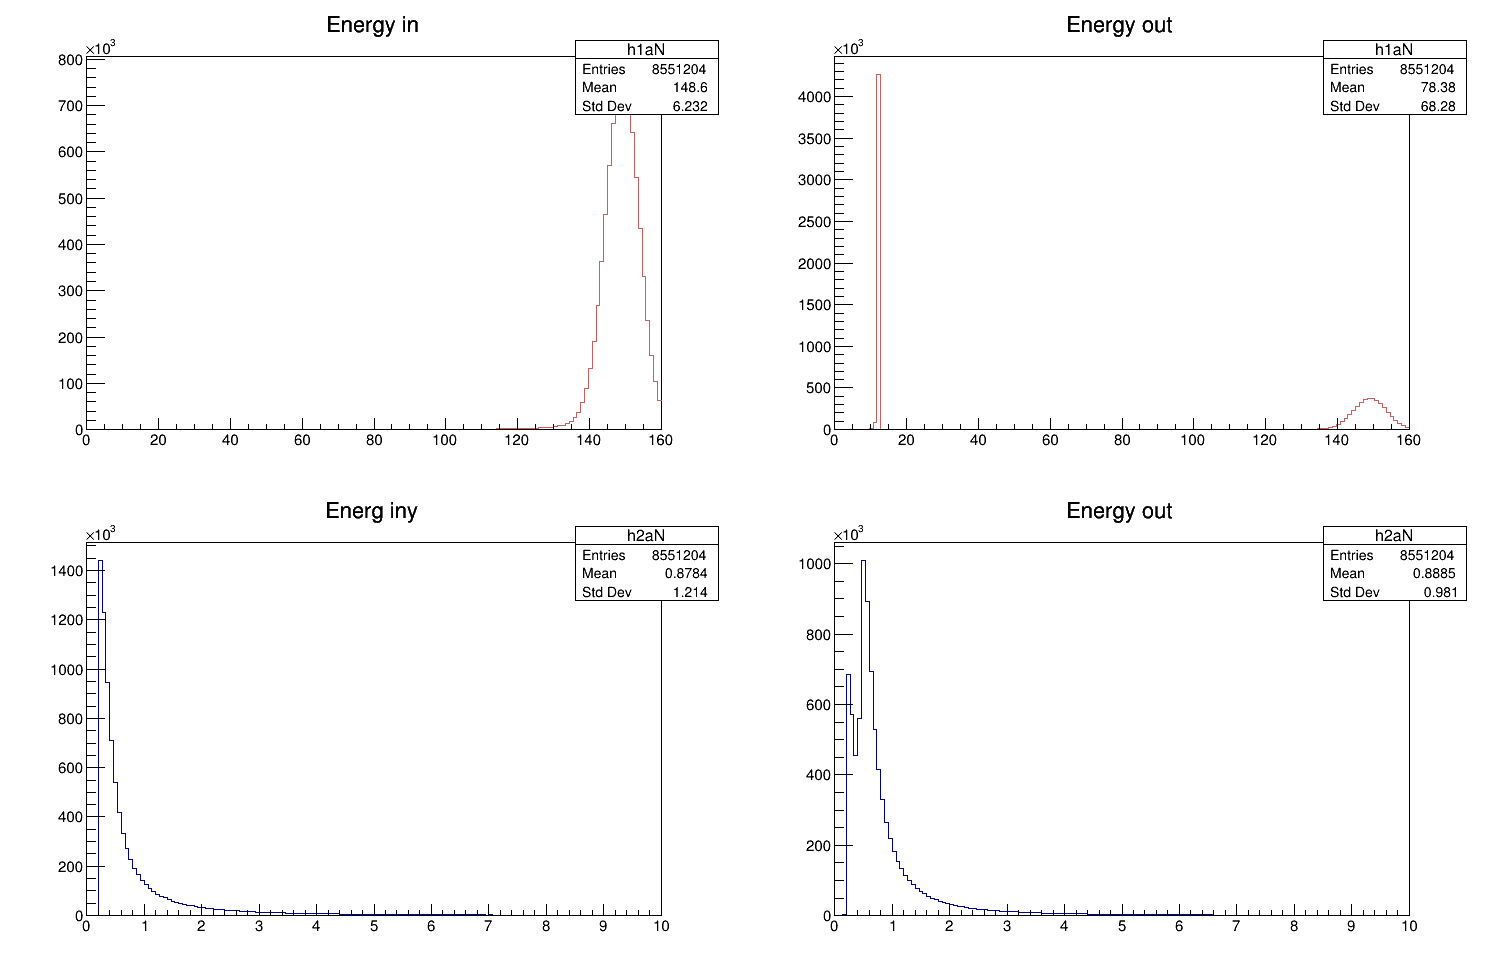 Energy in
×10³
h1aN
Entries 8551204
Mean 148.6
Std Dev 6.232
800
700
600
500
400
300
200
100
0
0 20 40 60 80 100 120 140 160
Energy out
×10³
h1aN
Entries 8551204
Mean 78.38
Std Dev 68.28
4000
3500
3000
2500
2000
1500
1000
500
0
0 20 40 60 80 100 120 140 160
Energ iny
×10³
h2aN
Entries 8551204
Mean 0.8784
Std Dev 1.214
1400
1200
1000
800
600
400
200
0
0 1 2 3 4 5 6 7 8 9 10
Energy out
×10³
h2aN
Entries 8551204
Mean 0.8885
Std Dev 0.981
1000
800
600
400
200
0
0 1 2 3 4 5 6 7 8 9 10